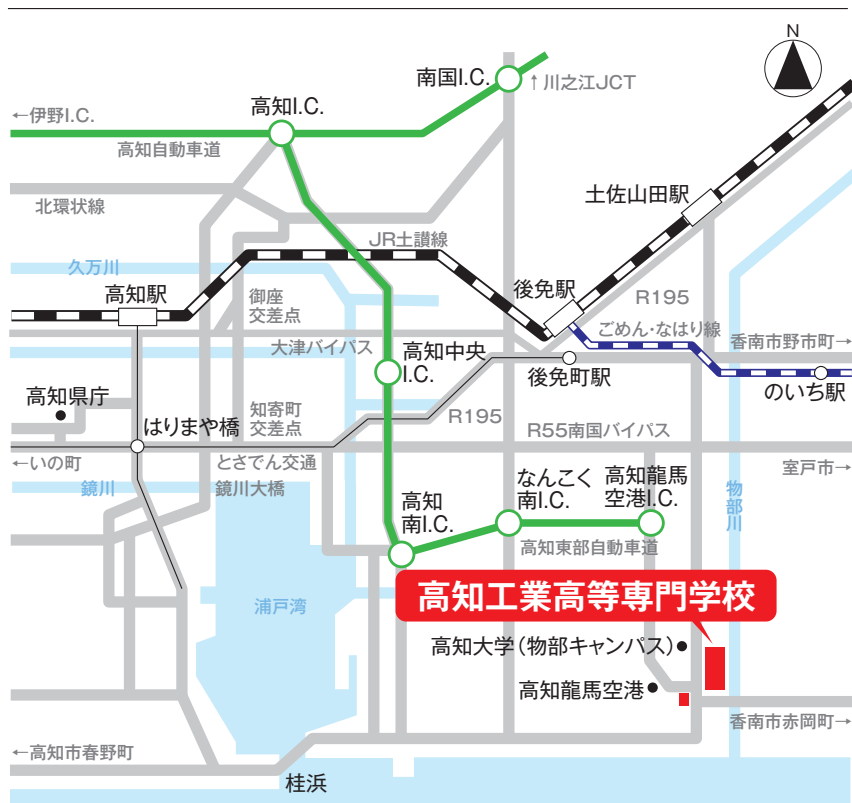 N
南国I.C.
↑川之江JCT
←伊野I.C.
高知I.C.
高知自動車道
土佐山田駅
北環状線
JR土讃線
久万川
高知駅
御座
交差点
後免駅
R195
ごめん・なはり線
大津バイパス
高知中央
I.C.
香南市野市町→
後免町駅
のいち駅
高知県庁
はりまや橋
知寄町
交差点
R195
R55南国バイパス
←いの町
とさでん交通
室戸市→
鏡川
鏡川大橋
高知
南I.C.
なんこく
南I.C.
高知龍馬
空港I.C.
物部川
高知東部自動車道
高知工業高等専門学校
浦戸湾
高知大学(物部キャンパス)
高知龍馬空港
香南市赤岡町→
←高知市春野町
桂浜